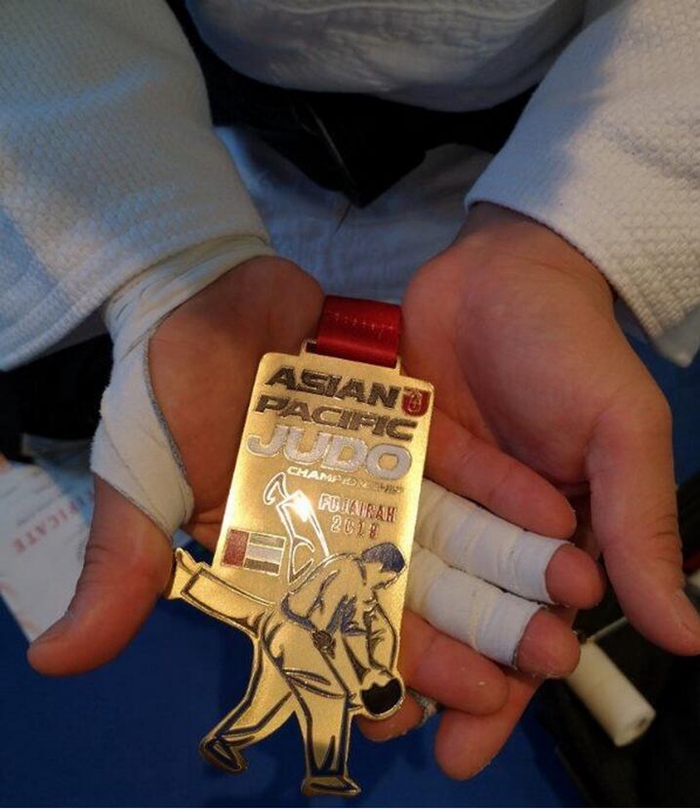 ASIAN
PACIFIC
JUDO
CHAMPIONSHIP
FUJAIRAH
2019